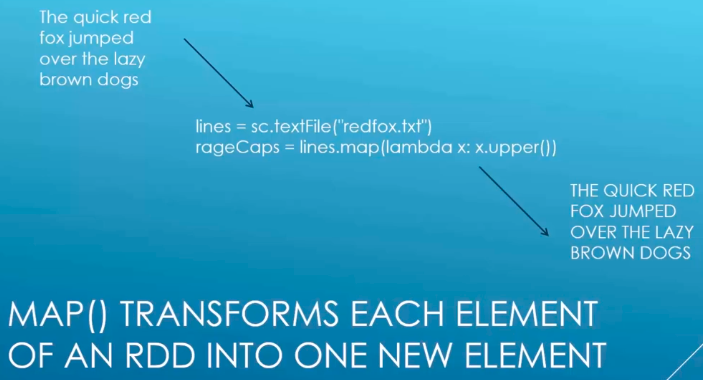 The quick red
fox jumped
over the lazy
brown dogs
lines = sc.textFile("redfox.txt")
rageCaps = lines.map(lambda x: x.upper())
THE QUICK RED
FOX JUMPED
OVER THE LAZY
BROWN DOGS
MAP() TRANSFORMS EACH ELEMENT
OF AN RDD INTO ONE NEW ELEMENT